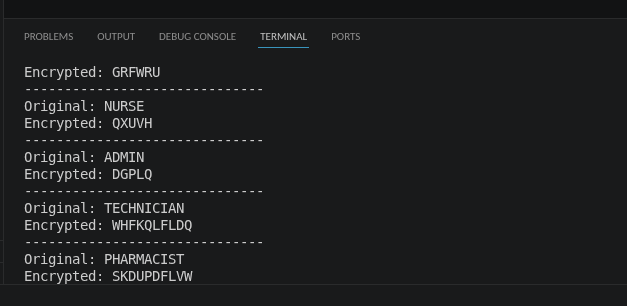 PROBLEMS OUTPUT DEBUG CONSOLE TERMINAL PORTS
Encrypted: GRFWRU
------------------------------
Original: NURSE
Encrypted: QXUVH
------------------------------
Original: ADMIN
Encrypted: DGPLQ
------------------------------
Original: TECHNICIAN
Encrypted: WHFKQLFLDQ
------------------------------
Original: PHARMACIST
Encrypted: SKDUPDFLVW